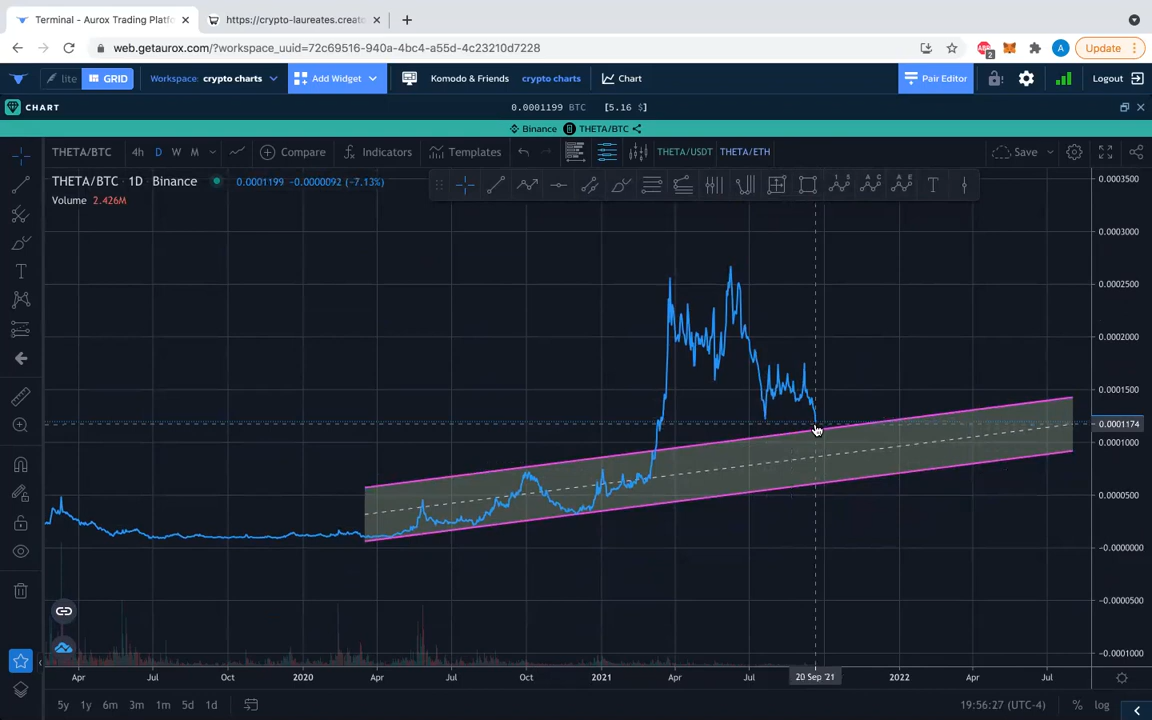 Terminal - Aurox Trading Platfo
https://crypto-laureates.creato
web.getaurox.com/?workspace_uuid=72c69516-940a-4bc4-a55d-4c23210d7228
2
A
Update
lite GRID Workspace: crypto charts Add Widget Komodo & Friends crypto charts Chart Pair Editor Logout
CHART 0.0001199 BTC [5.16 $]
Binance THETA/BTC
THETA/BTC 4h D W M Compare Indicators Templates THETA/USDT THETA/ETH Save
THETA/BTC · 1D · Binance 0.0001199 -0.0000092 (-7.13%)
Volume 2.426M
0.0003500
0.0003000
0.0002500
0.0002000
0.0001500
0.0001174
0.0001000
0.0000500
-0.0000000
-0.0000500
-0.0001000
Apr Jul Oct 2020 Apr Jul Oct 2021 Apr Jul 20 Sep '21 2022 Apr Jul
5y 1y 6m 3m 1m 5d 1d 19:56:27 (UTC-4) % log